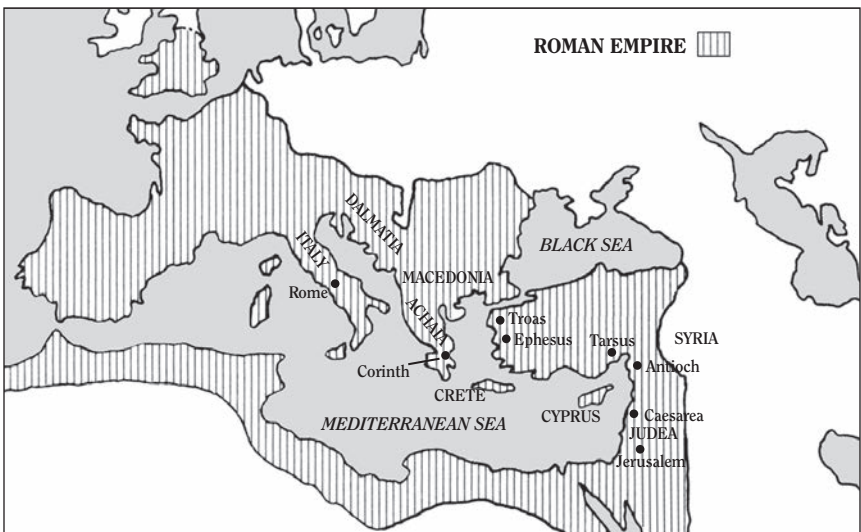 ROMAN EMPIRE
DALMATIA
ITALY
BLACK SEA
MACEDONIA
Rome
ACHAIA
Troas
Ephesus
Tarsus
SYRIA
Corinth
Antioch
CRETE
CYPRUS
Caesarea
MEDITERRANEAN SEA
JUDEA
Jerusalem